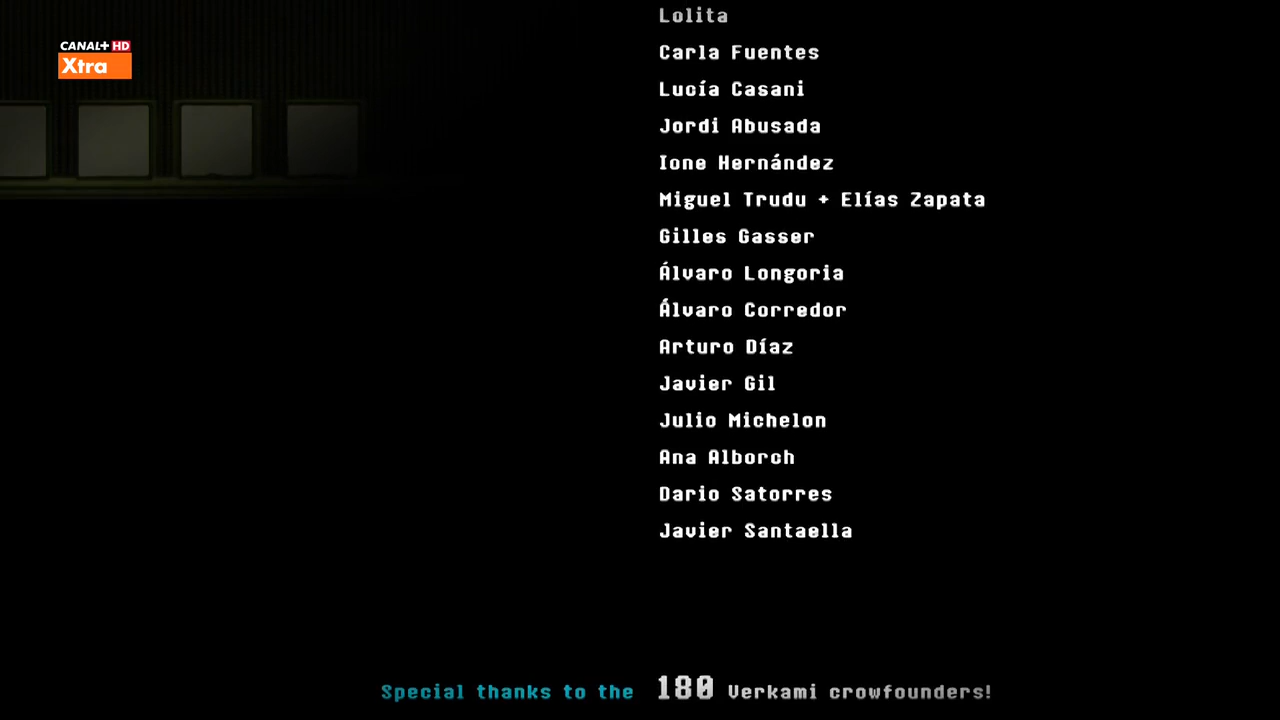 CANAL+ HD
Xtra
Lolita
Carla Fuentes
Lucía Casani
Jordi Abusada
Ione Hernández
Miguel Trudu + Elías Zapata
Gilles Gasser
Álvaro Longoria
Álvaro Corredor
Arturo Díaz
Javier Gil
Julio Michelon
Ana Alborch
Dario Satorres
Javier Santaella
Special thanks to the 180 Verkami crowfounders!